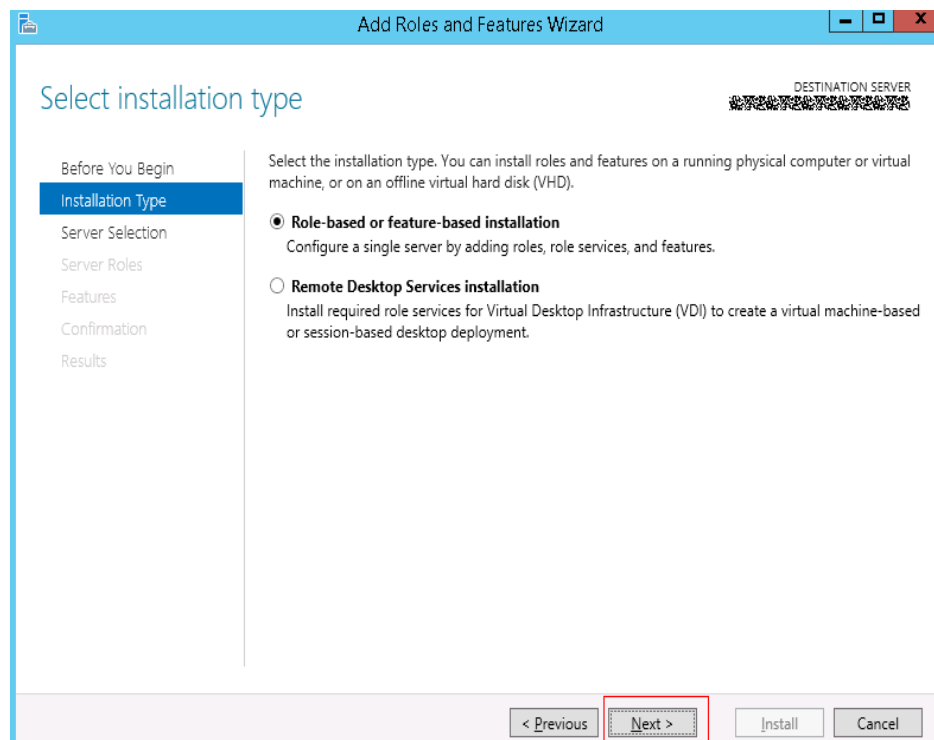 Add Roles and Features Wizard
X
Select installation type
DESTINATION SERVER
Before You Begin
Installation Type
Server Selection
Server Roles
Features
Confirmation
Results
Select the installation type. You can install roles and features on a running physical computer or virtual
machine, or on an offline virtual hard disk (VHD).
Role-based or feature-based installation
Configure a single server by adding roles, role services, and features.
Remote Desktop Services installation
Install required role services for Virtual Desktop Infrastructure (VDI) to create a virtual machine-based
or session-based desktop deployment.
< Previous
Next >
Install
Cancel